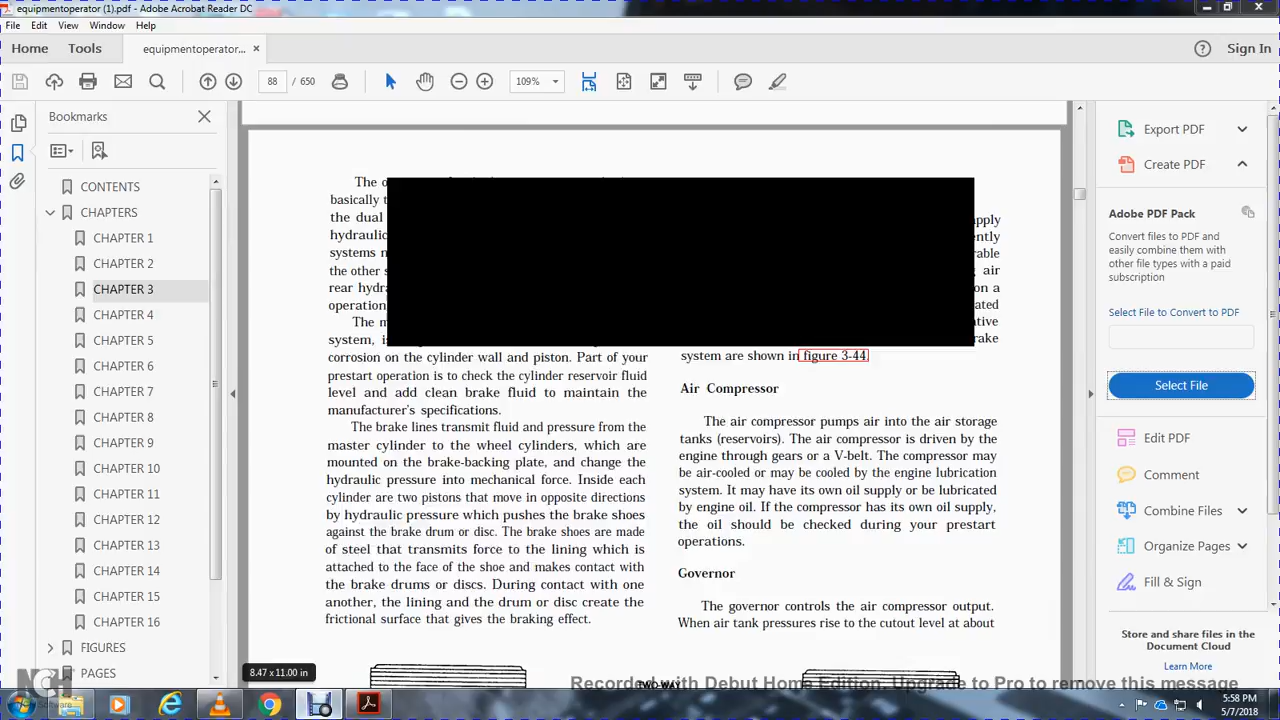 equipmentoperator (1).pdf - Adobe Acrobat Reader DC
File Edit View Window Help
Home Tools equipmentoperator... × Sign In
88 / 650 109%
Bookmarks
CONTENTS
CHAPTERS
CHAPTER 1
CHAPTER 2
CHAPTER 3
CHAPTER 4
CHAPTER 5
CHAPTER 6
CHAPTER 7
CHAPTER 8
CHAPTER 9
CHAPTER 10
CHAPTER 11
CHAPTER 12
CHAPTER 13
CHAPTER 14
CHAPTER 15
CHAPTER 16
FIGURES
PAGES
8.47 x 11.00 in
The
basically
the dual
hydraulic
systems
the other
rear
operation
The
system,
corrosion on the cylinder wall and piston. Part of your
prestart operation is to check the cylinder reservoir fluid
level and add clean brake fluid to maintain the
manufacturer's specifications.
The brake lines transmit fluid and pressure from the
master cylinder to the wheel cylinders, which are
mounted on the brake-backing plate, and change the
hydraulic pressure into mechanical force. Inside each
cylinder are two pistons that move in opposite directions
by hydraulic pressure which pushes the brake shoes
against the brake drum or disc. The brake shoes are made
of steel that transmits force to the lining which is
attached to the face of the shoe and makes contact with
the brake drums or discs. During contact with one
another, the lining and the drum or disc create the
frictional surface that gives the braking effect.
air
on a
system are shown in figure 3-44
Air Compressor
The air compressor pumps air into the air storage
tanks (reservoirs). The air compressor is driven by the
engine through gears or a V-belt. The compressor may
be air-cooled or may be cooled by the engine lubrication
system. It may have its own oil supply or be lubricated
by engine oil. If the compressor has its own oil supply,
the oil should be checked during your prestart
operations.
Governor
The governor controls the air compressor output.
When air tank pressures rise to the cutout level at about
TWO-WAY
Export PDF
Create PDF
Adobe PDF Pack
Convert files to PDF and
easily combine them with
other file types with a paid
subscription
Select File to Convert to PDF
Select File
Edit PDF
Comment
Combine Files
Organize Pages
Fill & Sign
Store and share files in the
Document Cloud
Learn More
Recorded with Debut Home Edition. Upgrade to Pro to remove this message
NCH
Software
5:58 PM
5/7/2018